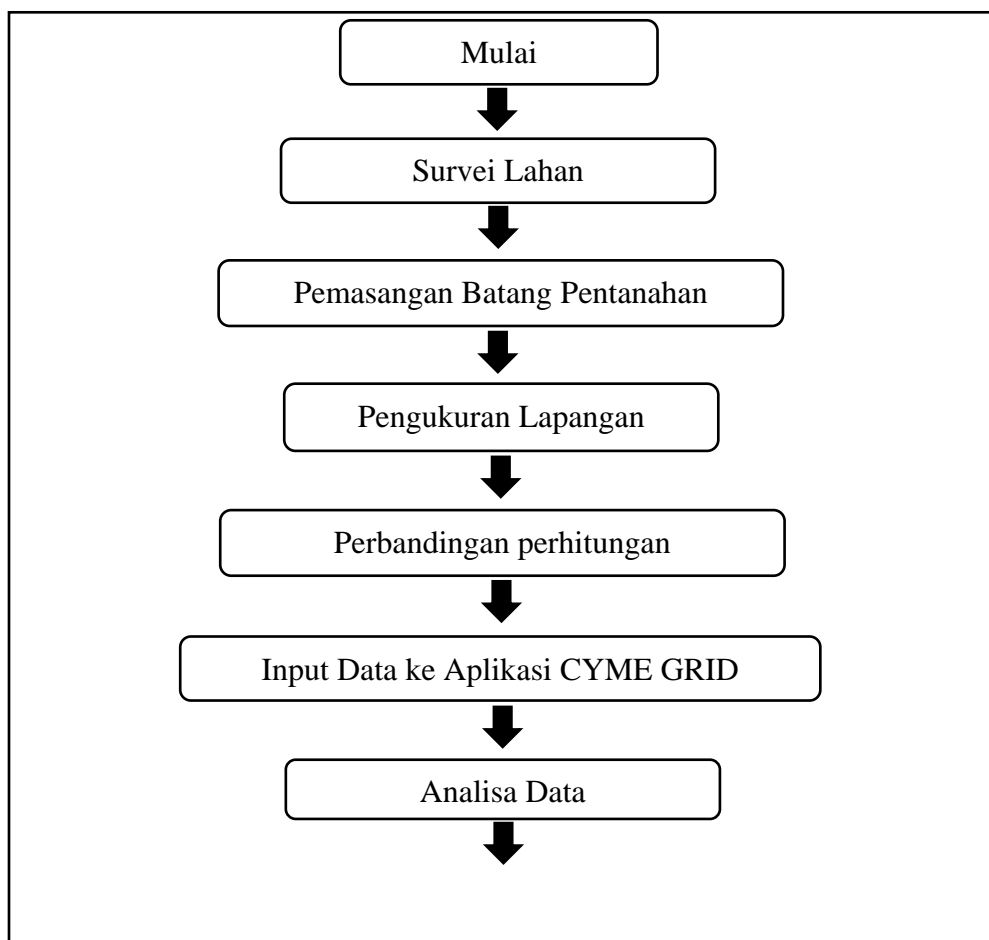 Mulai
Survei Lahan
Pemasangan Batang Pentanahan
Pengukuran Lapangan
Perbandingan perhitungan
Input Data ke Aplikasi CYME GRID
Analisa Data